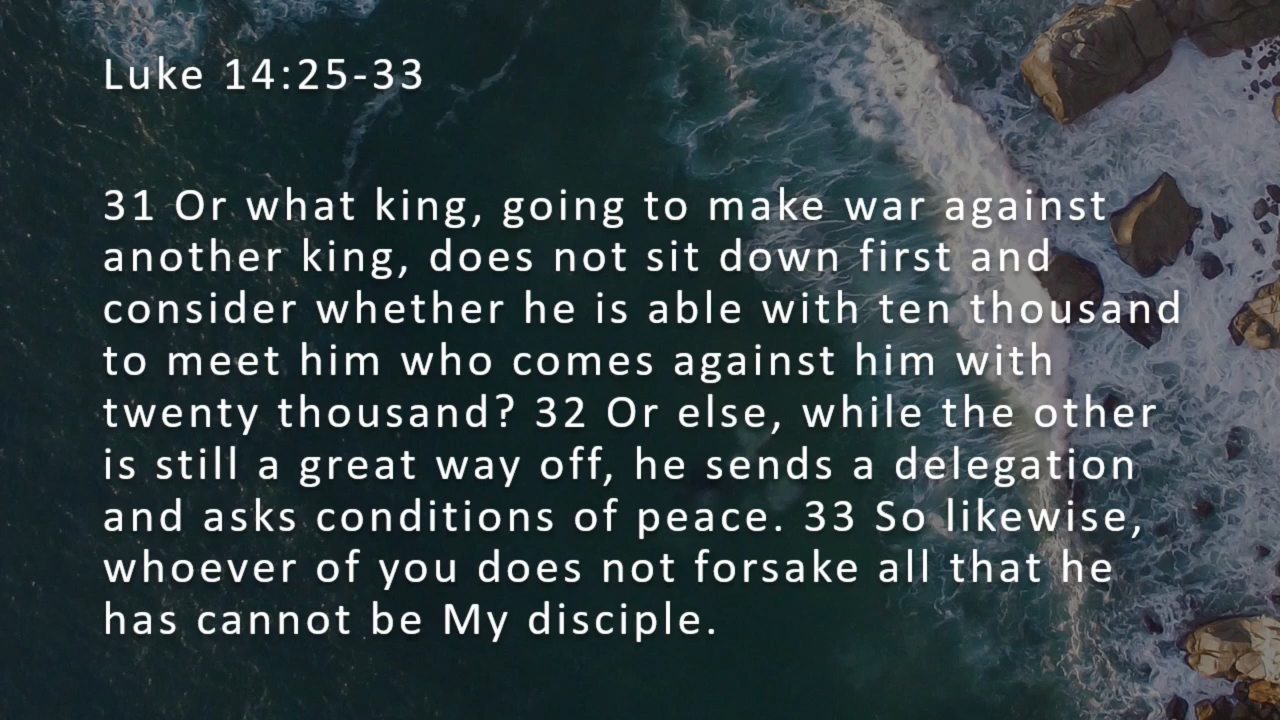 Luke 14:25-33
31 Or what king, going to make war against
another king, does not sit down first and
consider whether he is able with ten thousand
to meet him who comes against him with
twenty thousand? 32 Or else, while the other
is still a great way off, he sends a delegation
and asks conditions of peace. 33 So likewise,
whoever of you does not forsake all that he
has cannot be My disciple.